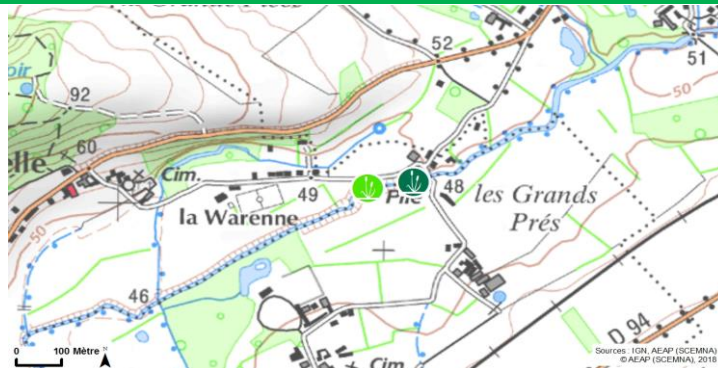 52
51
50
92
60
elle
Cim.
49
48
la Warenne
les Grands
Prés
50
46
D 94
Cim.
0 100 Mètre
N
Sources : IGN, AEAP (SCEMNA)
© AEAP (SCEMNA), 2018